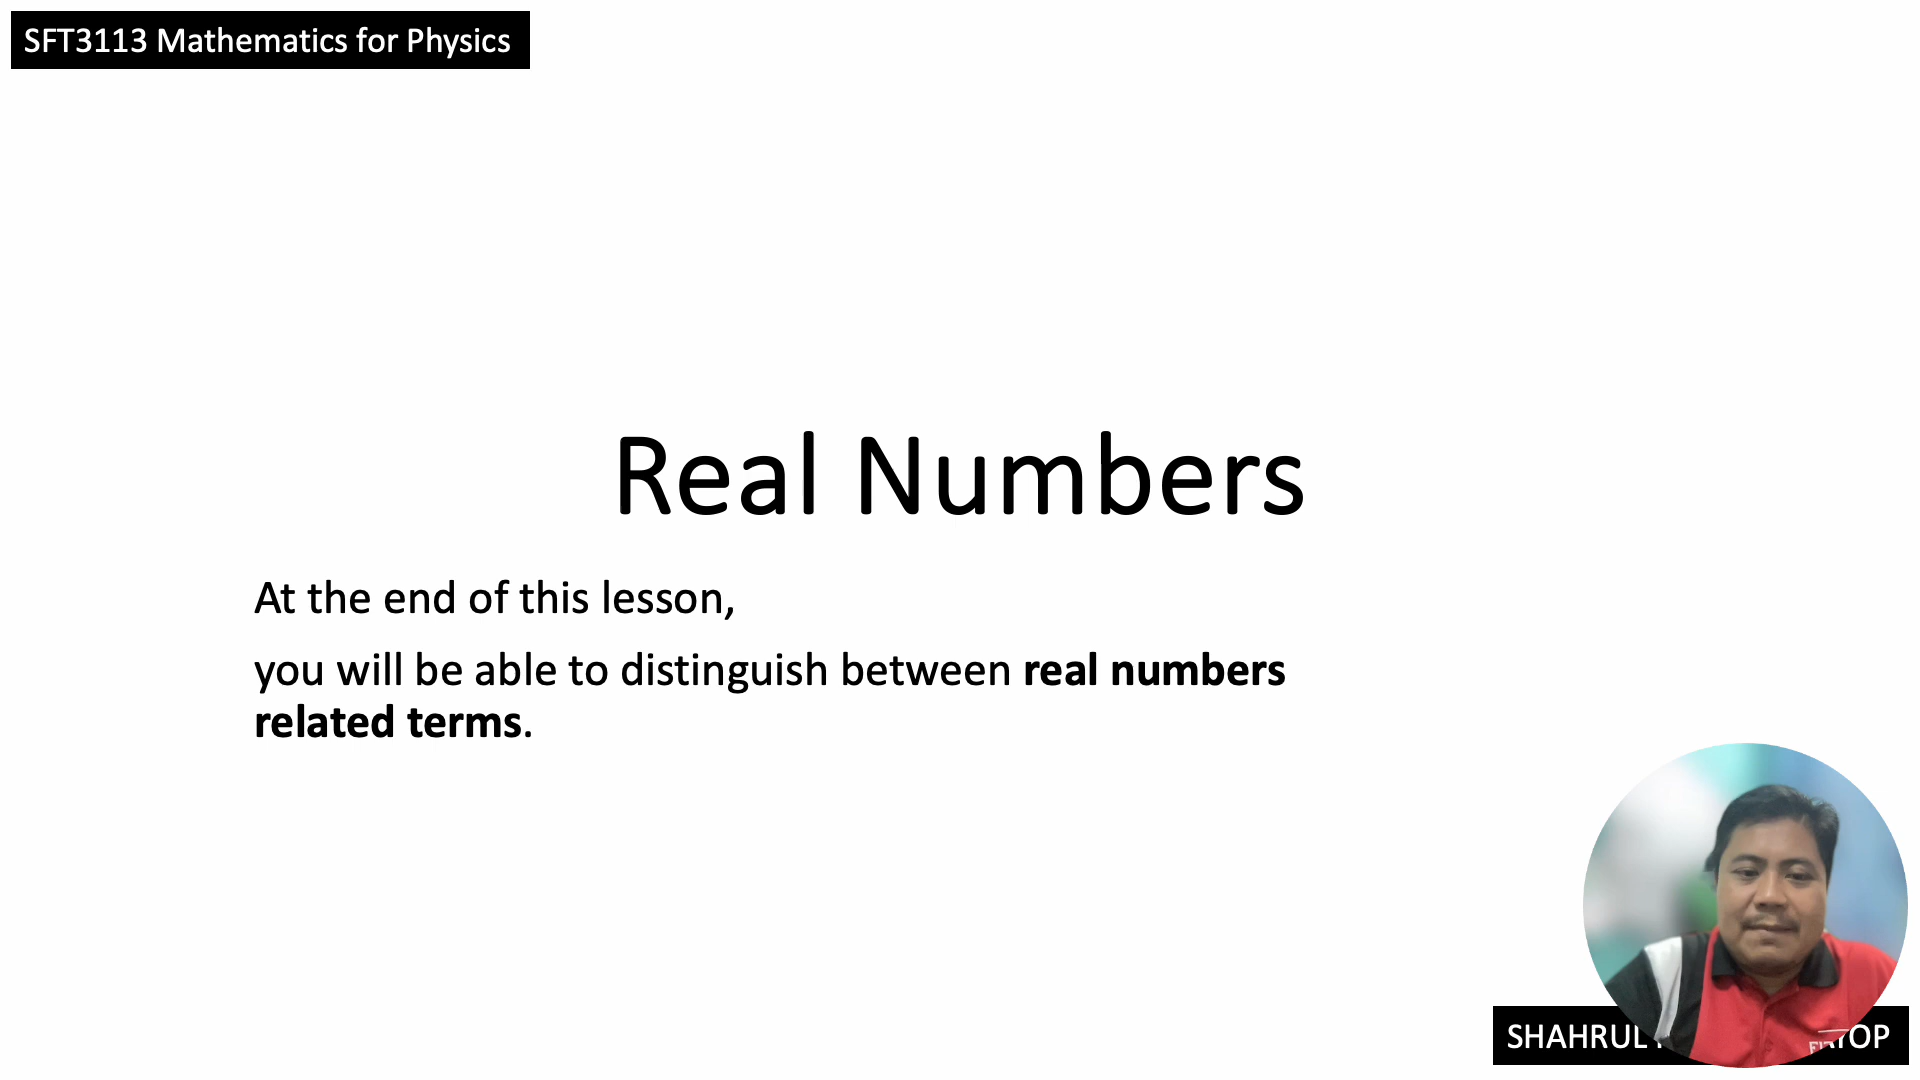 SFT3113 Mathematics for Physics
Real Numbers
At the end of this lesson,
you will be able to distinguish between real numbers
related terms.
SHAHRUL